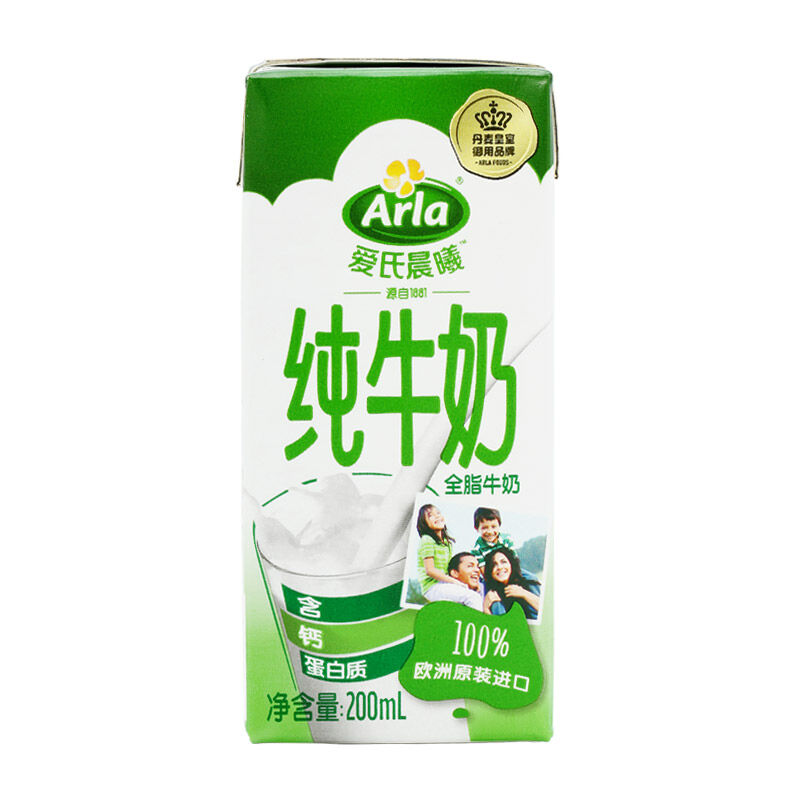 丹麦皇室
御用品牌
ARLA FOODS
Arla®
爱氏晨曦™
源自1881
纯牛奶
全脂牛奶
含
钙
蛋白质
100%
欧洲原装进口
净含量:200mL